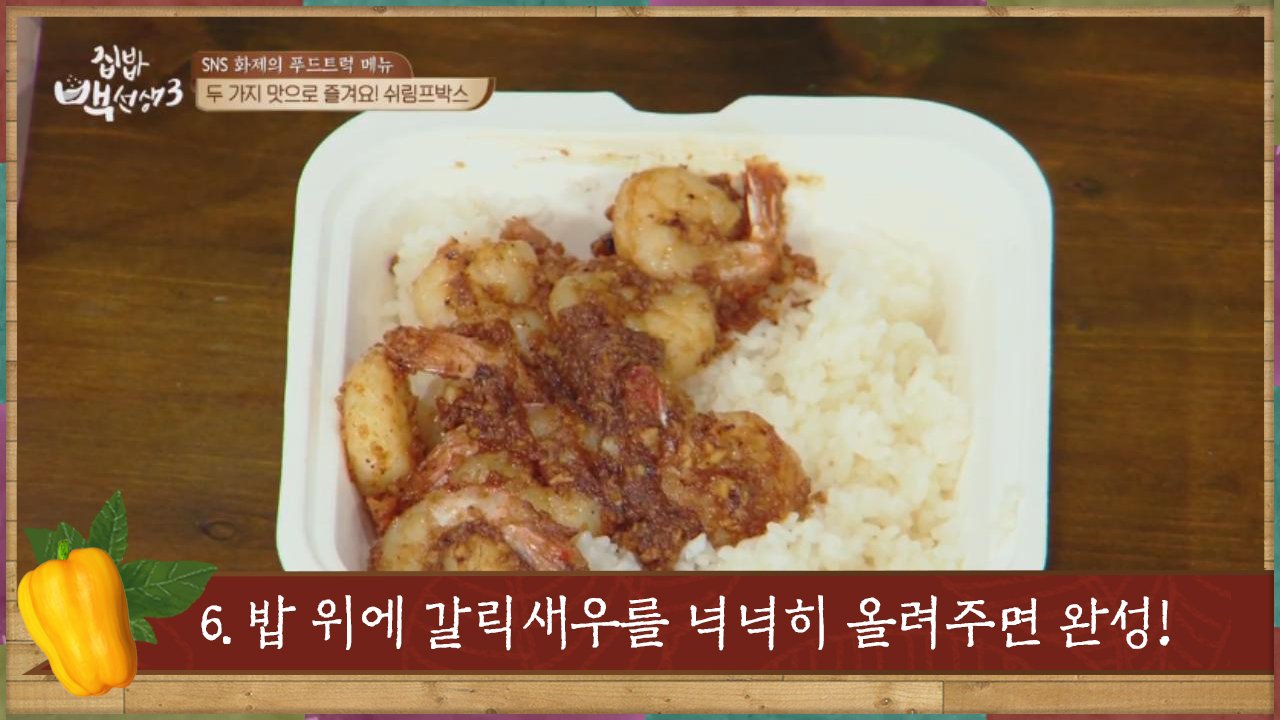 집밥
백선생3
SNS 화제의 푸드트럭 메뉴
두 가지 맛으로 즐겨요! 쉬림프박스
6. 밥 위에 갈릭새우를 넉넉히 올려주면 완성!